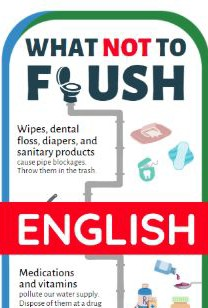 WHAT NOT TO
FLUSH
Wipes, dental
floss, diapers, and
sanitary products
cause pipe blockages.
Throw them in the trash.
ENGLISH
Medications
and vitamins
pollute our water supply.
Dispose of them at a drug
Rx